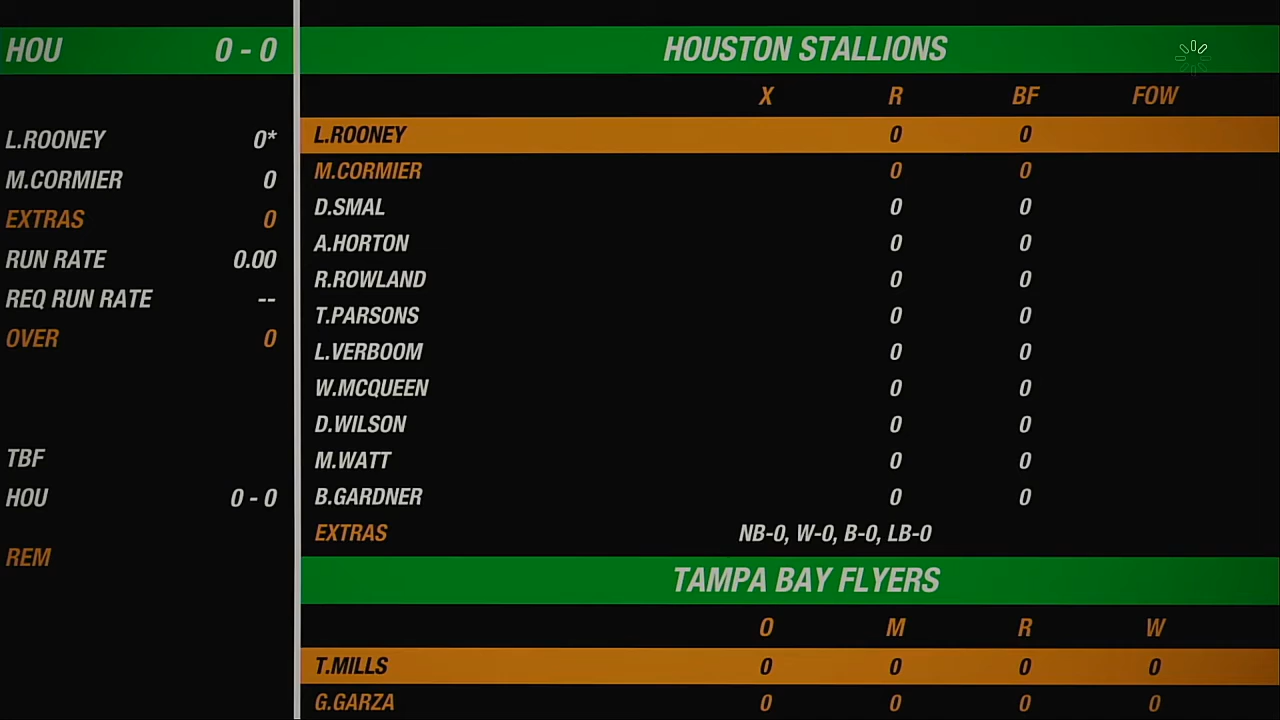 HOU 0 - 0
L.ROONEY 0*
M.CORMIER 0
EXTRAS 0
RUN RATE 0.00
REQ RUN RATE --
OVER 0
TBF
HOU 0 - 0
REM
HOUSTON STALLIONS
X R BF FOW
L.ROONEY 0 0
M.CORMIER 0 0
D.SMAL 0 0
A.HORTON 0 0
R.ROWLAND 0 0
T.PARSONS 0 0
L.VERBOOM 0 0
W.MCQUEEN 0 0
D.WILSON 0 0
M.WATT 0 0
B.GARDNER 0 0
EXTRAS NB-0, W-0, B-0, LB-0
TAMPA BAY FLYERS
O M R W
T.MILLS 0 0 0 0
G.GARZA 0 0 0 0